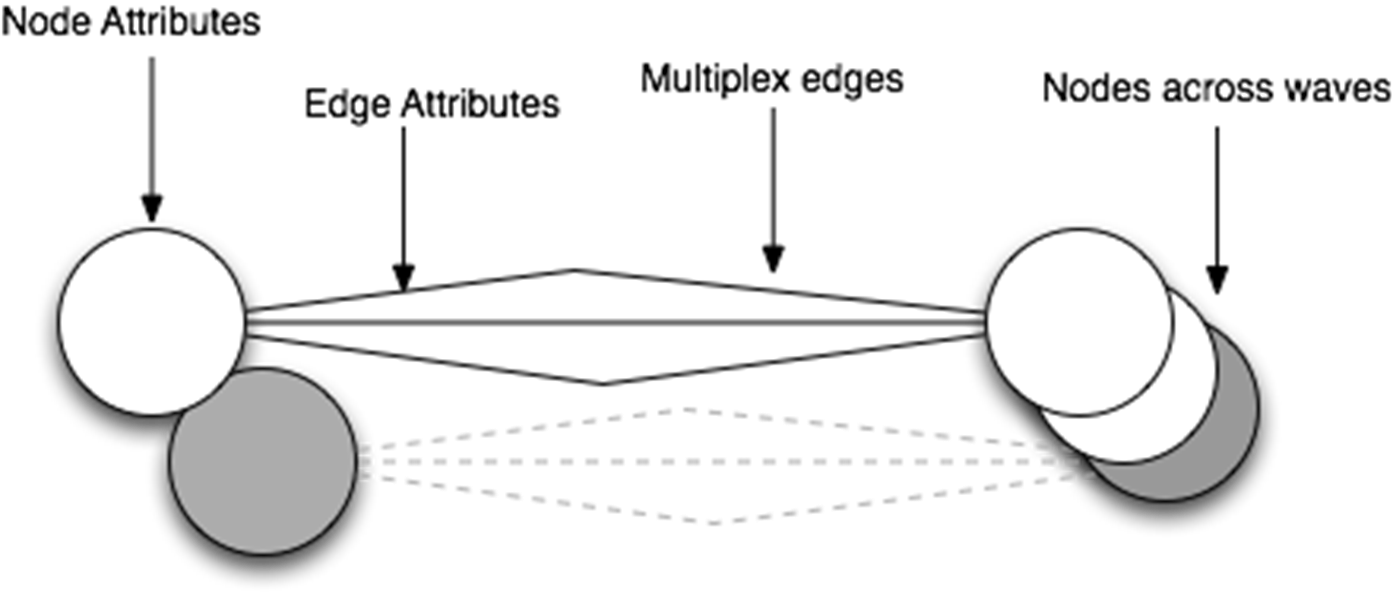 Node Attributes
Edge Attributes
Multiplex edges
Nodes across waves